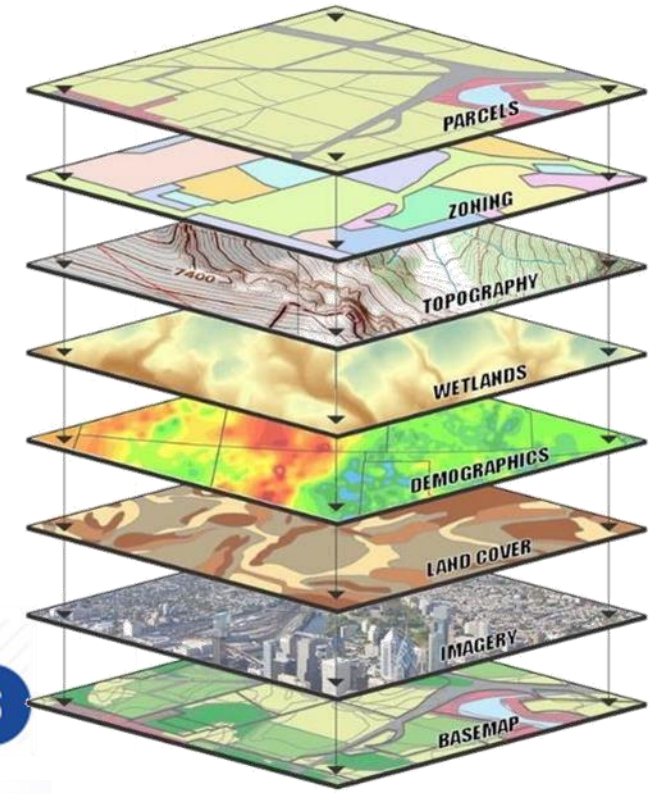 PARCELS
ZONING
7400
TOPOGRAPHY
WETLANDS
DEMOGRAPHICS
LAND COVER
IMAGERY
BASEMAP